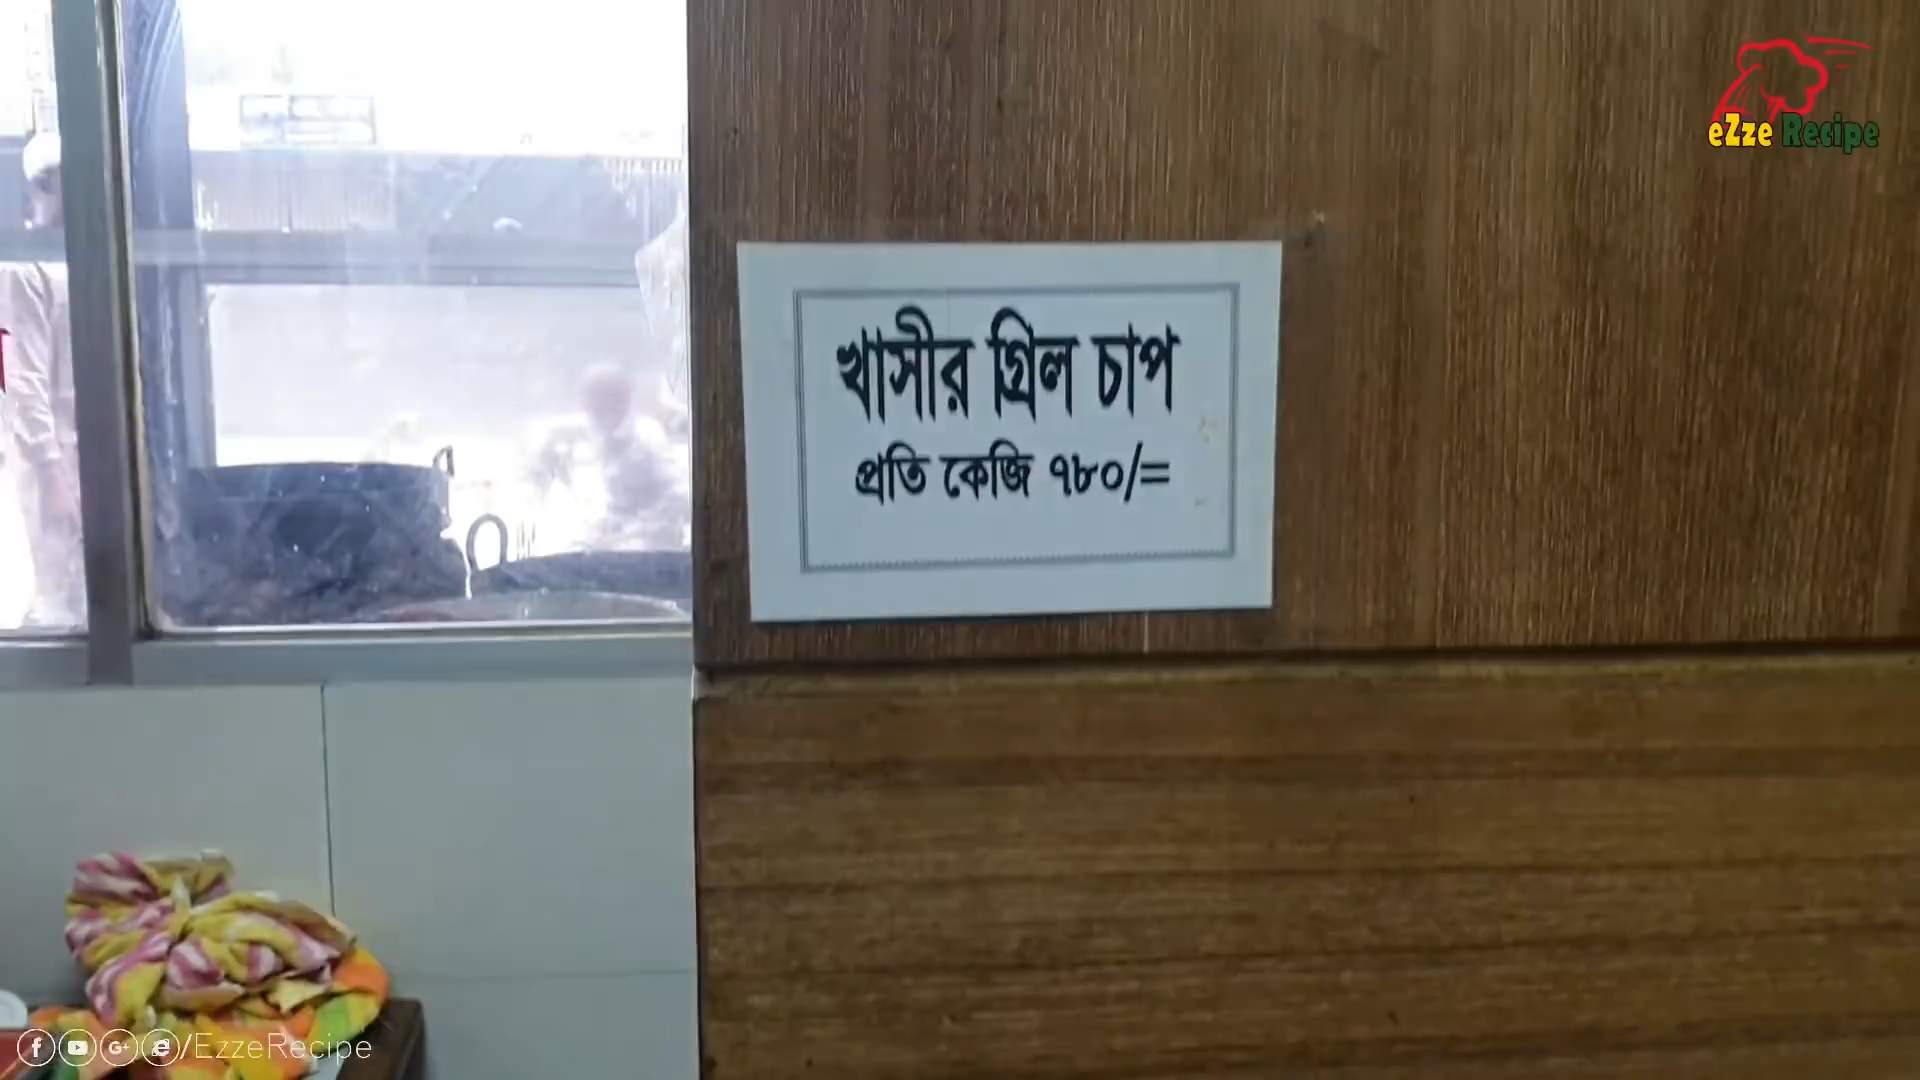 eZze Recipe
খাসীর গ্রিল চাপ
প্রতি কেজি ৭৮০/=
/EzzeRecipe